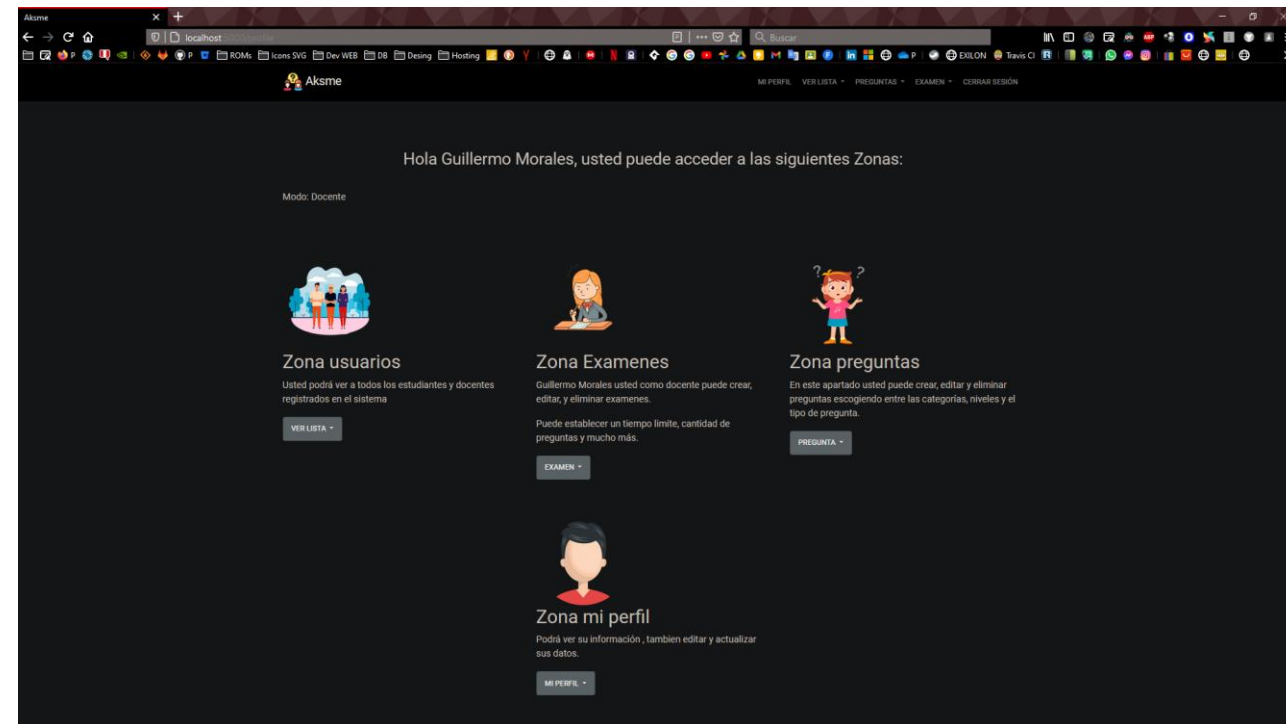 Aksme
localhost:5000/profile
Buscar
P
P
ROMs
Icons SVG
Dev WEB
DB
Desing
Hosting
P
EXILON
Travis CI
Aksme
MI PERFIL
VER LISTA
PREGUNTAS
EXAMEN
CERRAR SESIÓN
Hola Guillermo Morales, usted puede acceder a las siguientes Zonas:
Modo: Docente
? ?
Zona usuarios
Usted podrá ver a todos los estudiantes y docentes
registrados en el sistema
VER LISTA
Zona Examenes
Guillermo Morales usted como docente puede crear,
editar, y eliminar examenes.
Puede establecer un tiempo limite, cantidad de
preguntas y mucho más.
EXAMEN
Zona preguntas
En este apartado usted puede crear, editar y eliminar
preguntas escogiendo entre las categorías, niveles y el
tipo de pregunta.
PREGUNTA
Zona mi perfil
Podrá ver su información , tambien editar y actualizar
sus datos.
MI PERFIL